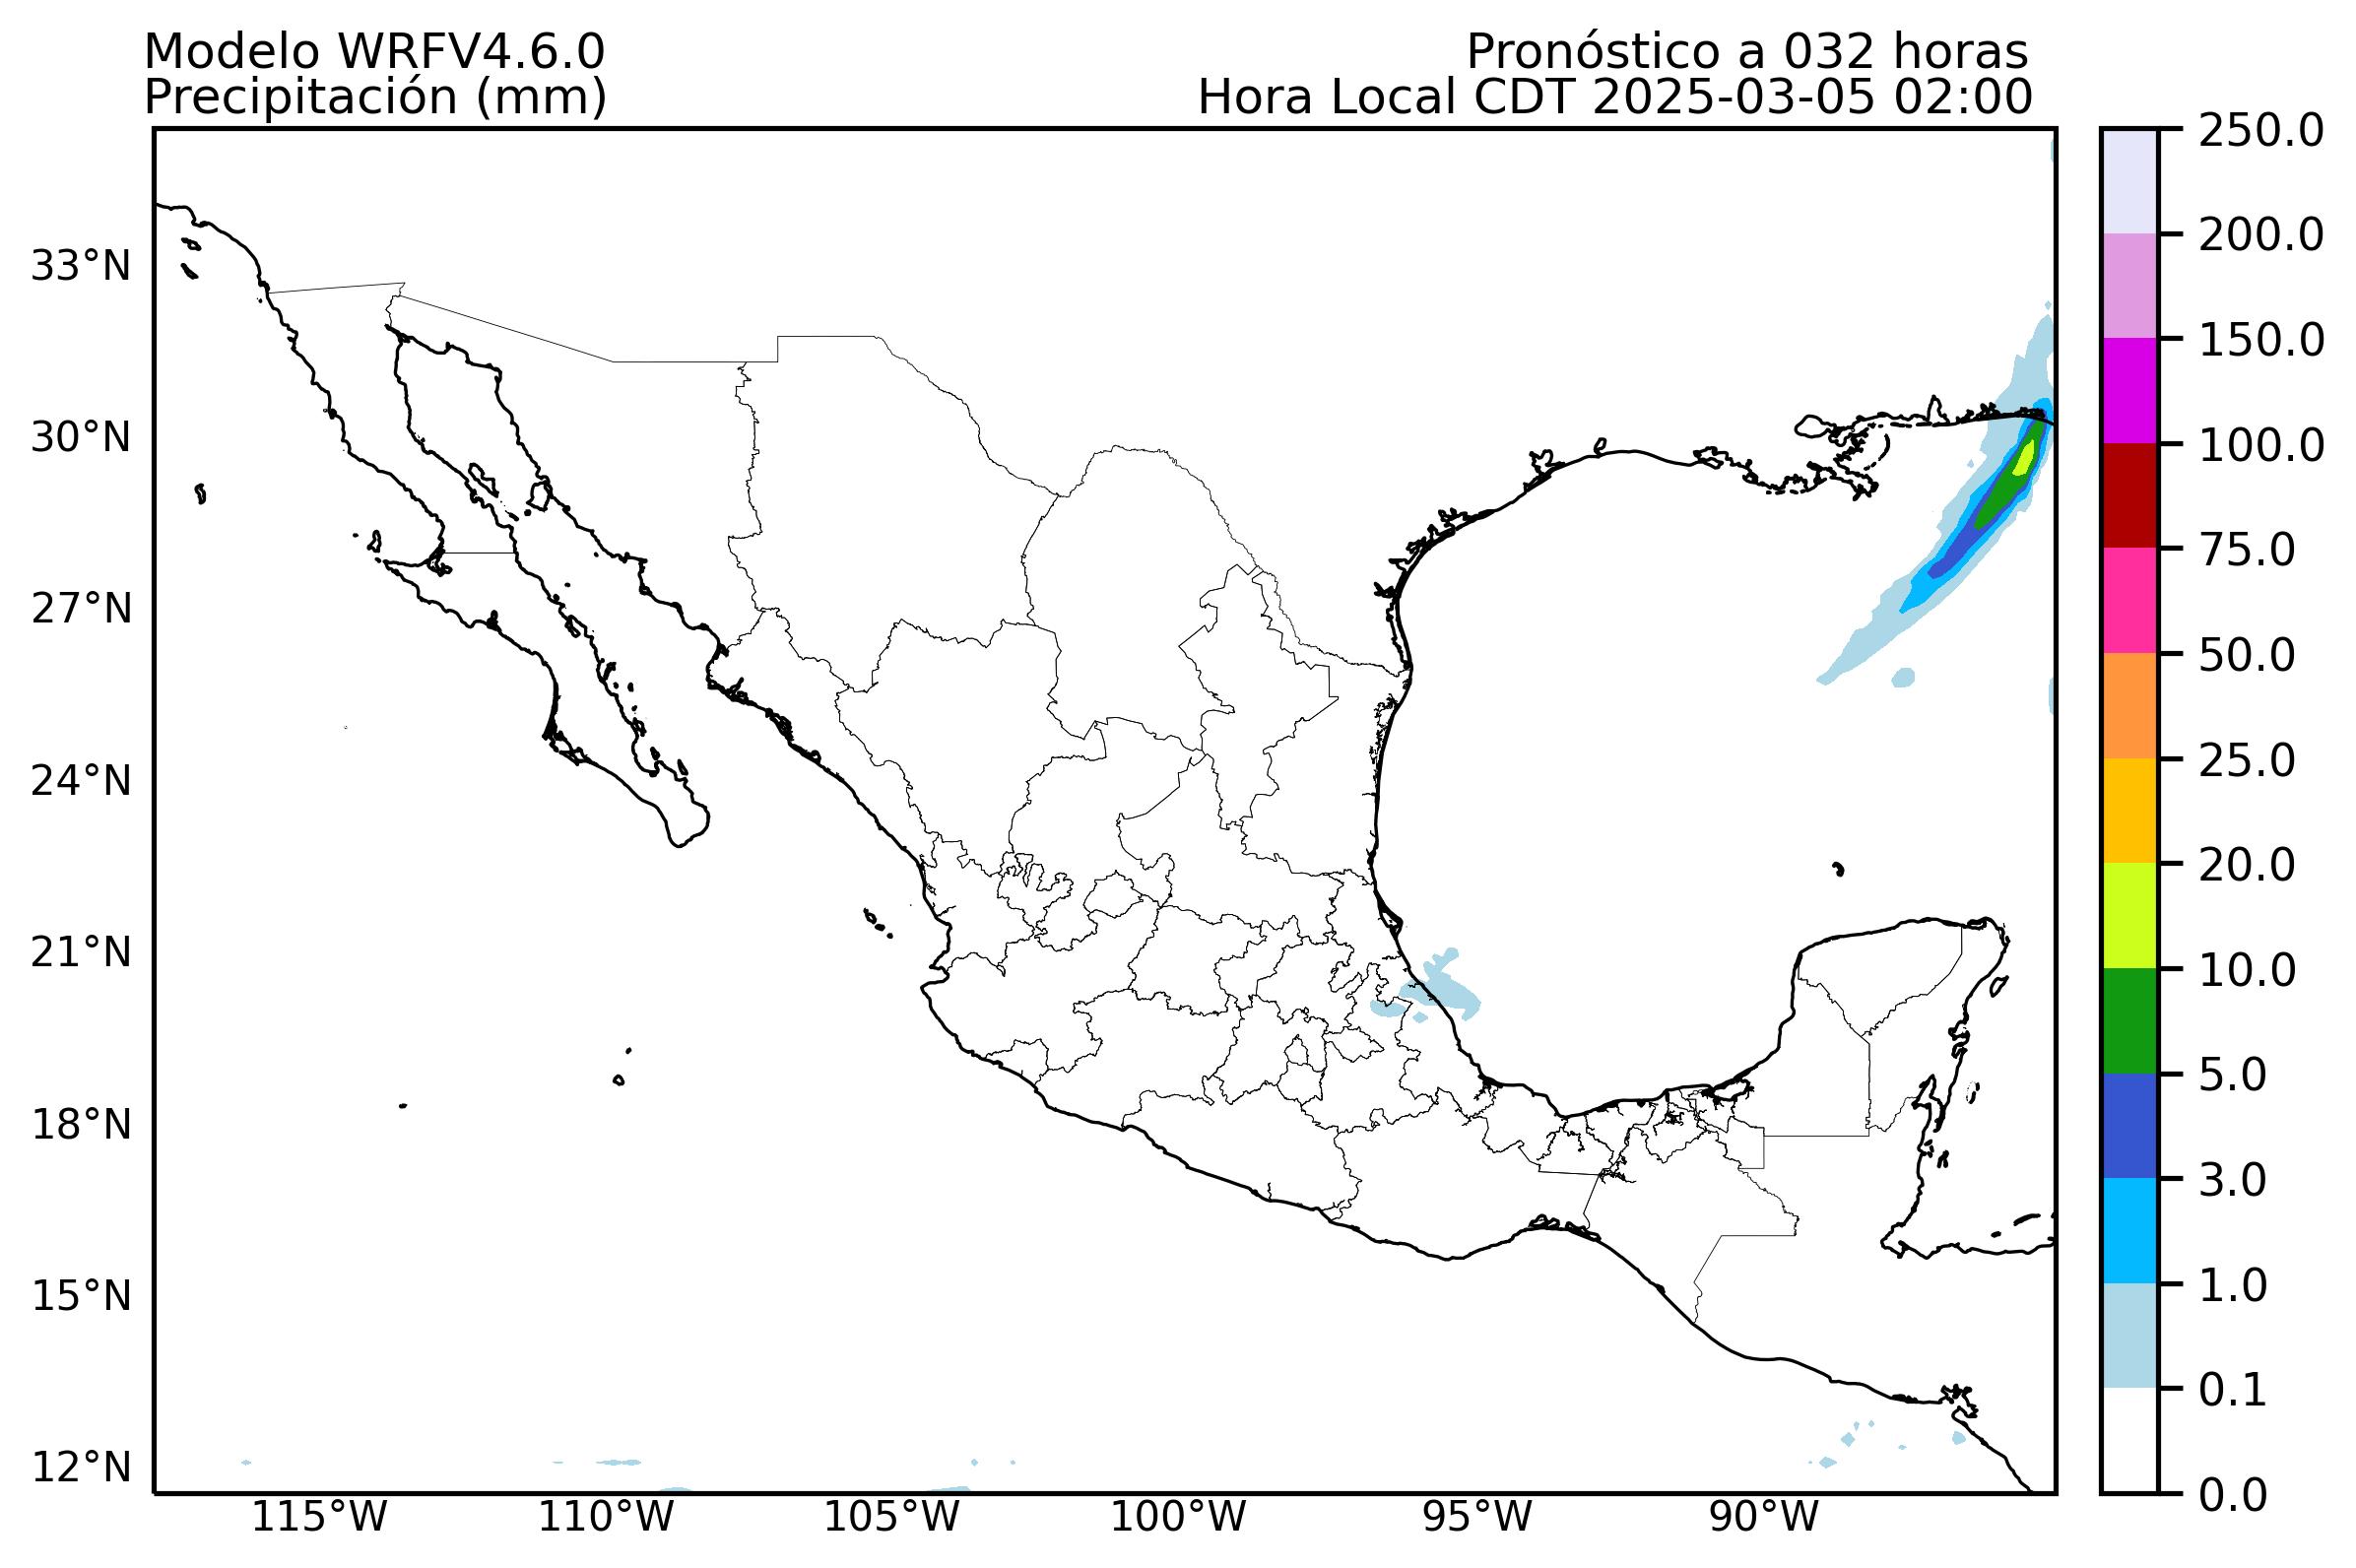 Modelo WRFV4.6.0
Pronóstico a 032 horas
Precipitación (mm)
Hora Local CDT 2025-03-05 02:00
33°N
30°N
27°N
24°N
21°N
18°N
15°N
12°N
115°W
110°W
105°W
100°W
95°W
90°W
250.0
200.0
150.0
100.0
75.0
50.0
25.0
20.0
10.0
5.0
3.0
1.0
0.1
0.0